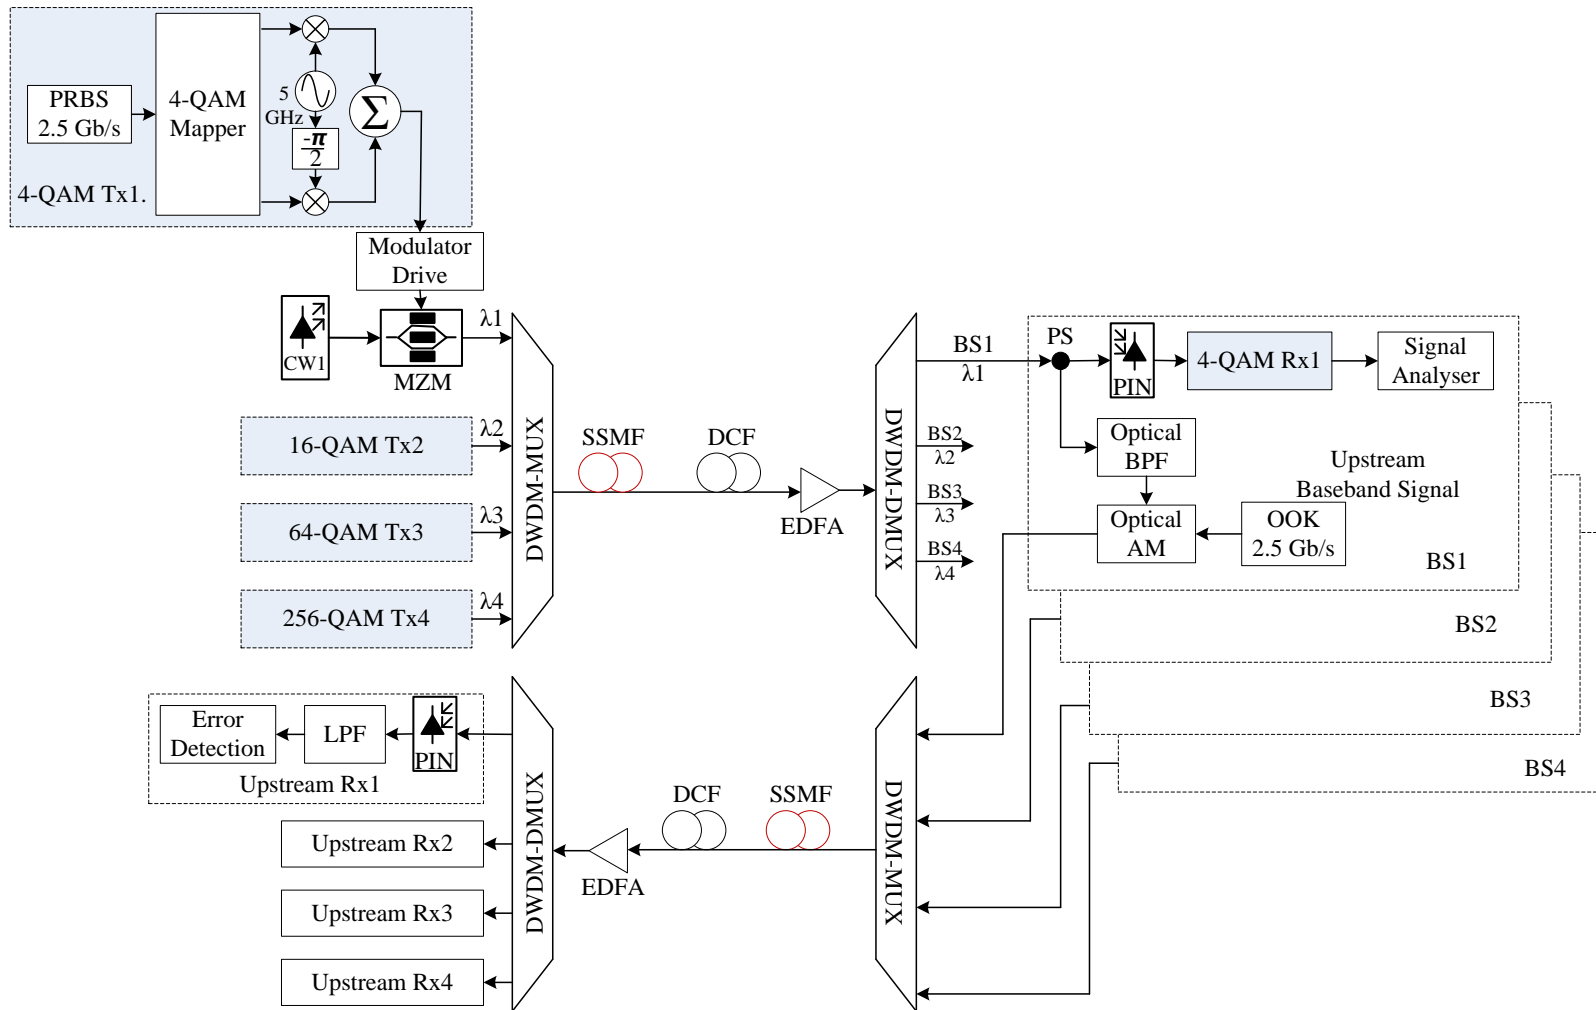 PRBS
2.5 Gb/s
4-QAM
Mapper
5
GHz
-π
2
Σ
4-QAM Tx1.
Modulator
Drive
CW1
MZM
λ1
16-QAM Tx2
λ2
64-QAM Tx3
λ3
256-QAM Tx4
λ4
DWDM-MUX
SSMF
DCF
EDFA
DWDM-DMUX
BS1
λ1
BS2
λ2
BS3
λ3
BS4
λ4
PS
PIN
4-QAM Rx1
Signal
Analyser
Optical
BPF
Upstream
Baseband Signal
Optical
AM
OOK
2.5 Gb/s
BS1
BS2
BS3
BS4
Error
Detection
LPF
PIN
Upstream Rx1
Upstream Rx2
Upstream Rx3
Upstream Rx4
DWDM-DMUX
EDFA
DCF
SSMF
DWDM-MUX